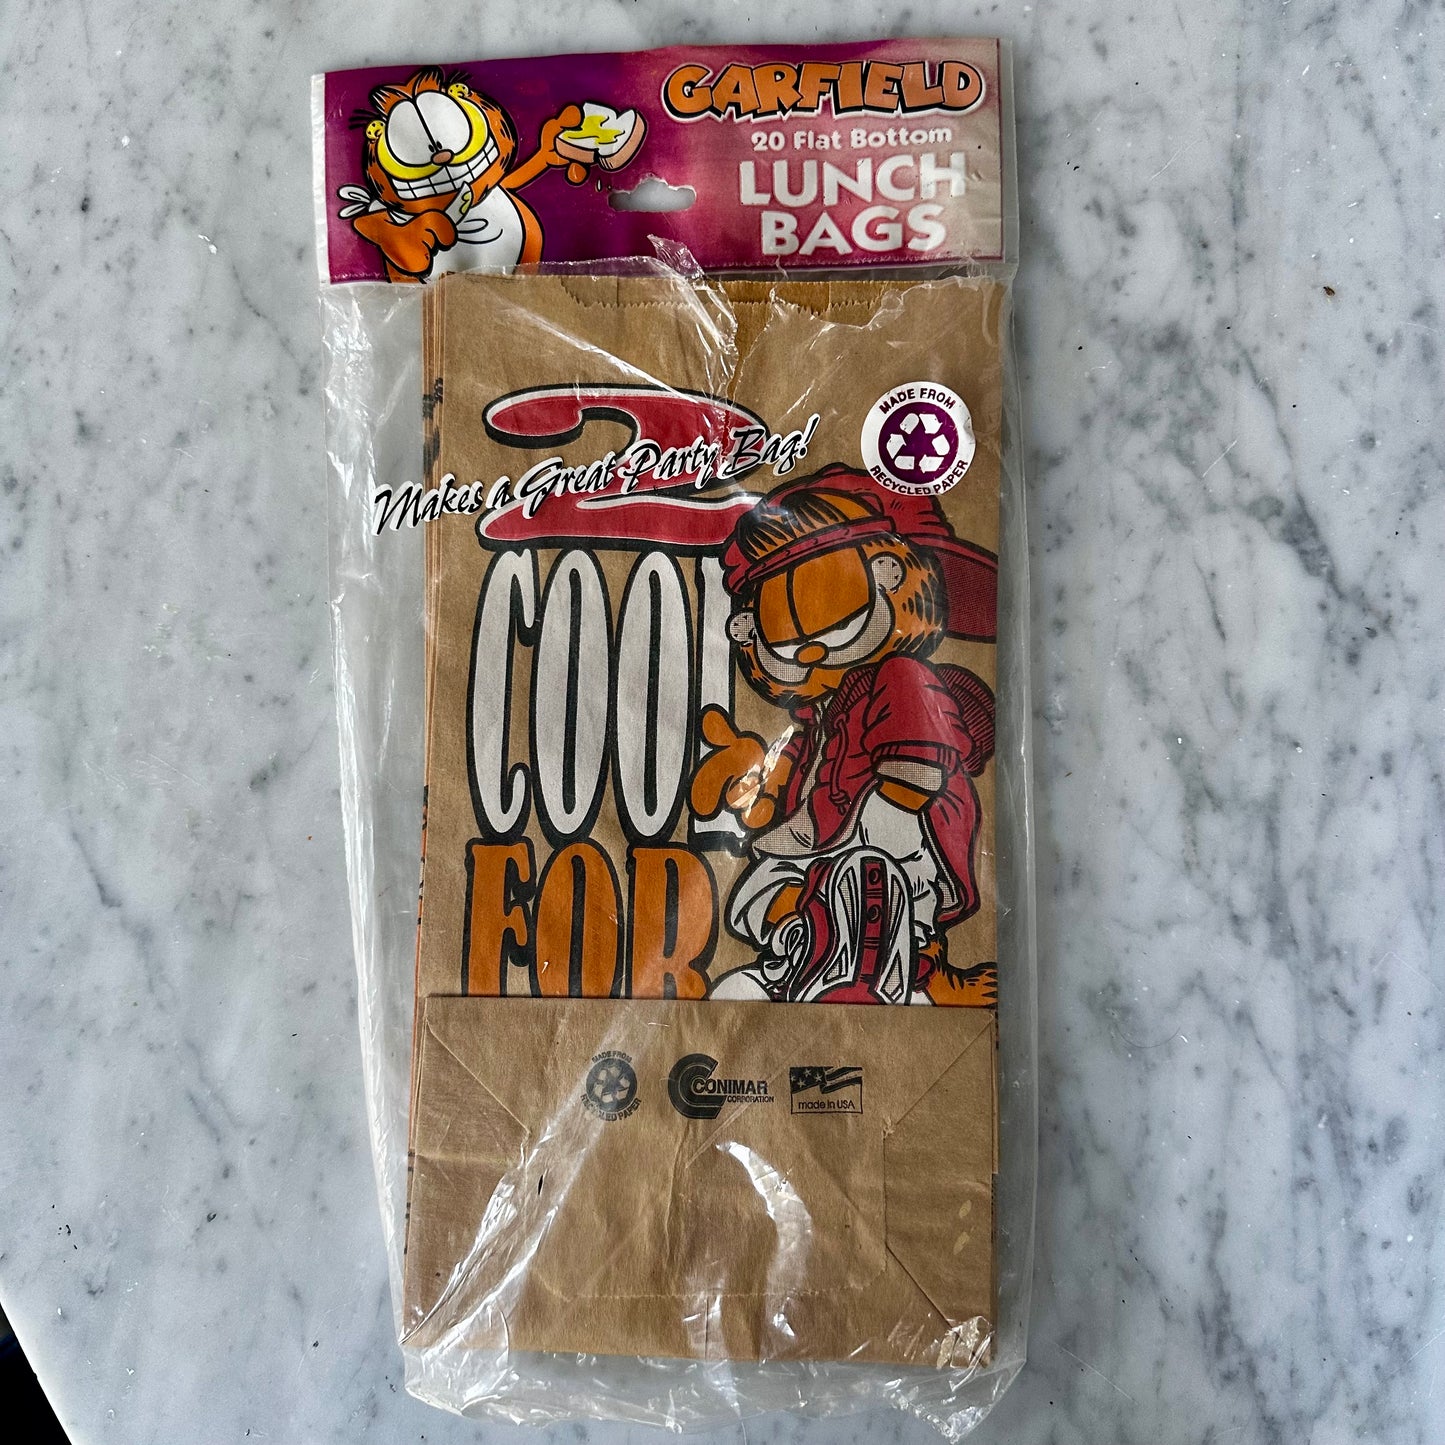 GARFIELD
20 Flat Bottom
LUNCH
BAGS
MADE FROM
RECYCLED PAPER
2
Makes a Great Party Bag!
COOL
FOR
MADE FROM
RECYCLED PAPER
CONIMAR
CORPORATION
made in USA